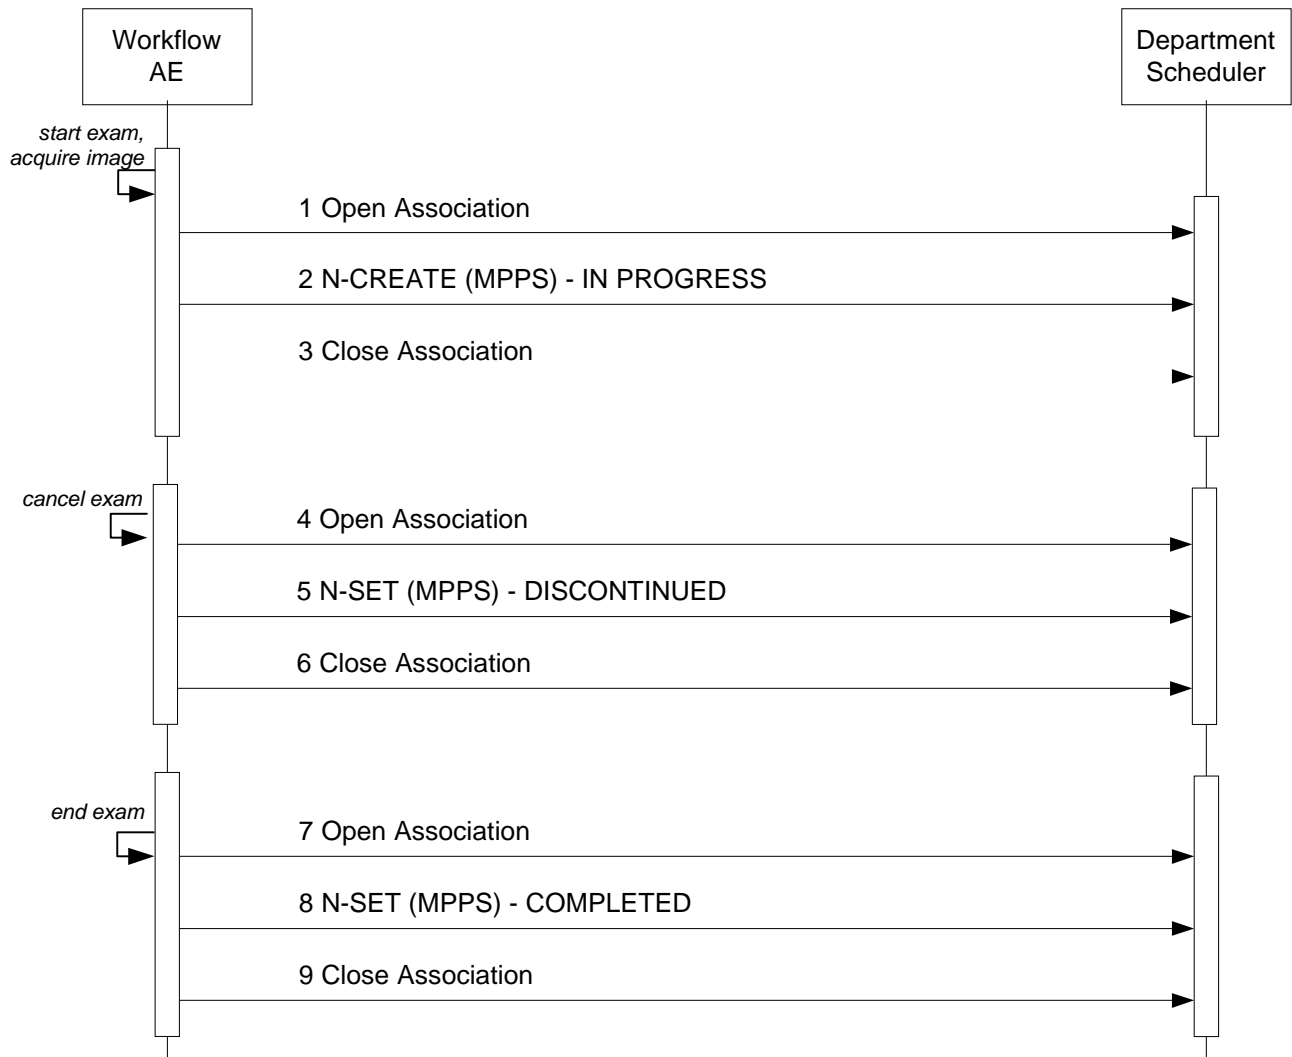 Workflow
AE
Department
Scheduler
start exam,
acquire image
1 Open Association
2 N-CREATE (MPPS) - IN PROGRESS
3 Close Association
cancel exam
4 Open Association
5 N-SET (MPPS) - DISCONTINUED
6 Close Association
end exam
7 Open Association
8 N-SET (MPPS) - COMPLETED
9 Close Association